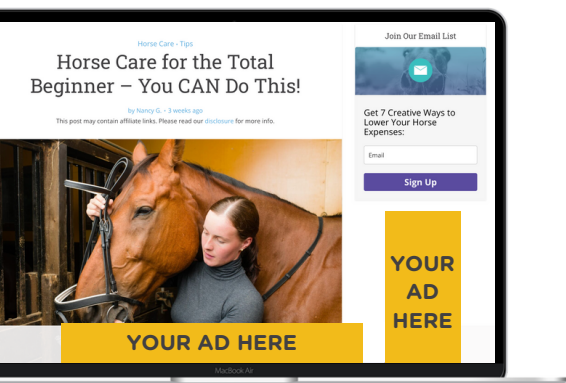 Horse Care - Tips
Horse Care for the Total
Beginner – You CAN Do This!
by Nancy G. - 3 weeks ago
This post may contain affiliate links. Please read our disclosure for more info.
Join Our Email List
Get 7 Creative Ways to
Lower Your Horse
Expenses:
Email
Sign Up
YOUR
AD
HERE
YOUR AD HERE
MacBook Air